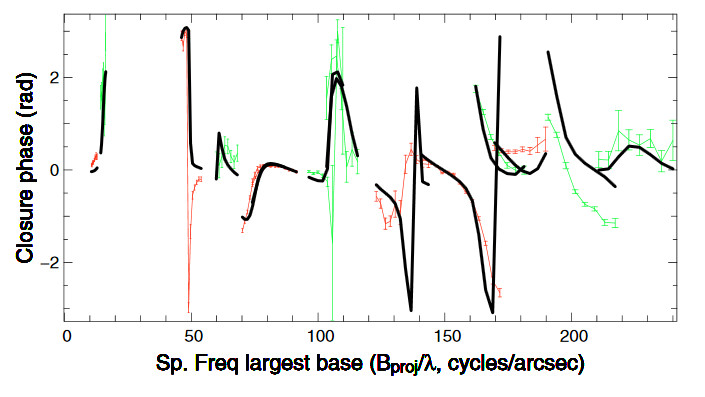 Closure phase (rad)
2
0
−2
0 50 100 150 200
Sp. Freq largest base (Bproj/λ, cycles/arcsec)